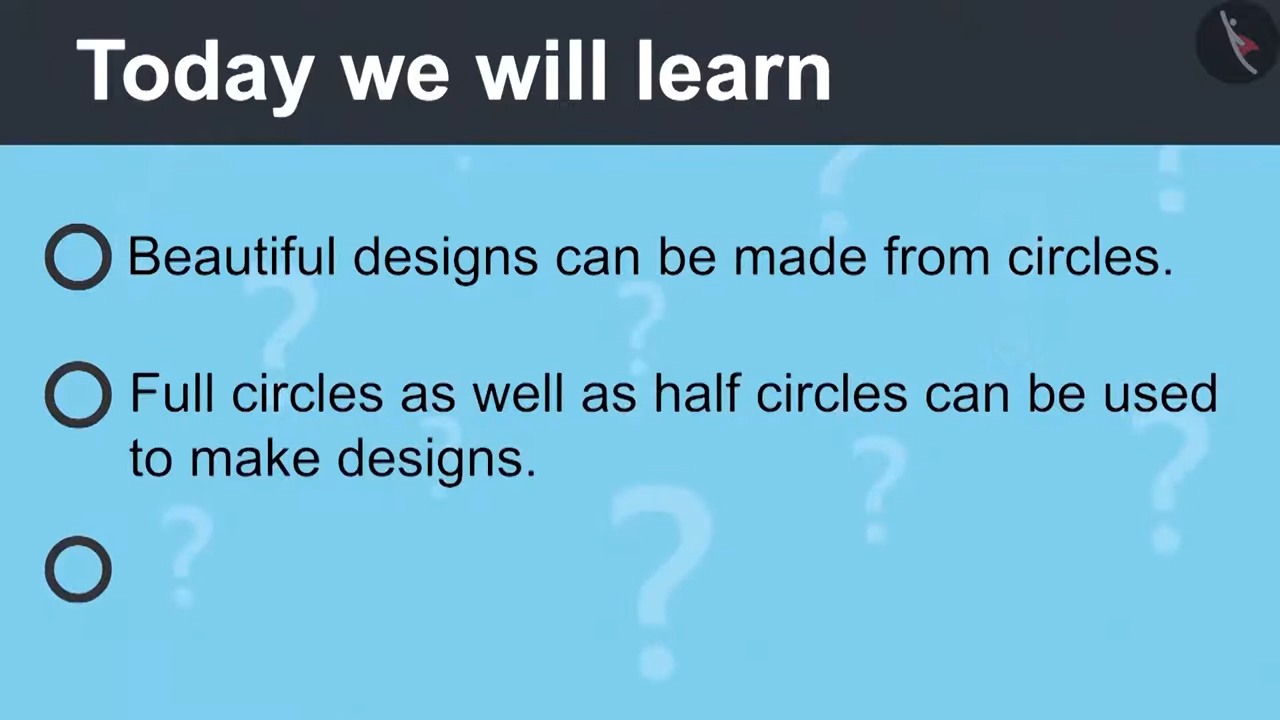 Today we will learn
Beautiful designs can be made from circles.
Full circles as well as half circles can be used
to make designs.